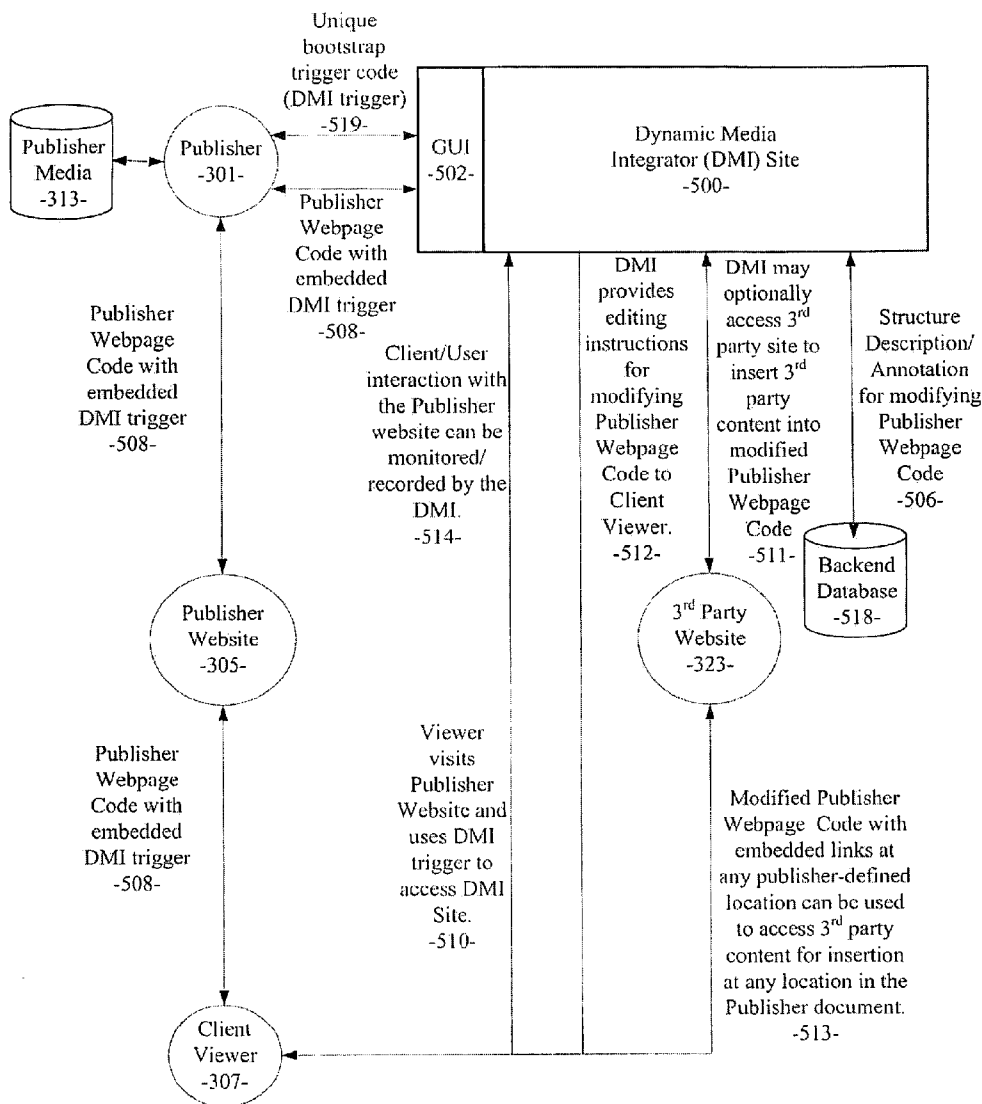 Unique
bootstrap
trigger code
(DMI trigger)
-519-
Publisher
Media
-313-
Publisher
-301-
GUI
-502-
Dynamic Media
Integrator (DMI) Site
-500-
Publisher
Webpage
Code with
embedded
DMI trigger
-508-
Publisher
Webpage
Code with
embedded
DMI trigger
-508-
Client/User
interaction with
the Publisher
website can be
monitored/
recorded by the
DMI.
-514-
DMI
provides
editing
instructions
for
modifying
Publisher
Webpage
Code to
Client
Viewer.
-512-
DMI may
optionally
access 3rd
party site to
insert 3rd
party
content into
modified
Publisher
Webpage
Code
-511-
Structure
Description/
Annotation
for modifying
Publisher
Webpage
Code
-506-
Backend
Database
-518-
Publisher
Website
-305-
3rd Party
Website
-323-
Publisher
Webpage
Code with
embedded
DMI trigger
-508-
Viewer
visits
Publisher
Website and
uses DMI
trigger to
access DMI
Site.
-510-
Modified Publisher
Webpage Code with
embedded links at
any publisher-defined
location can be used
to access 3rd party
content for insertion
at any location in the
Publisher document.
-513-
Client
Viewer
-307-